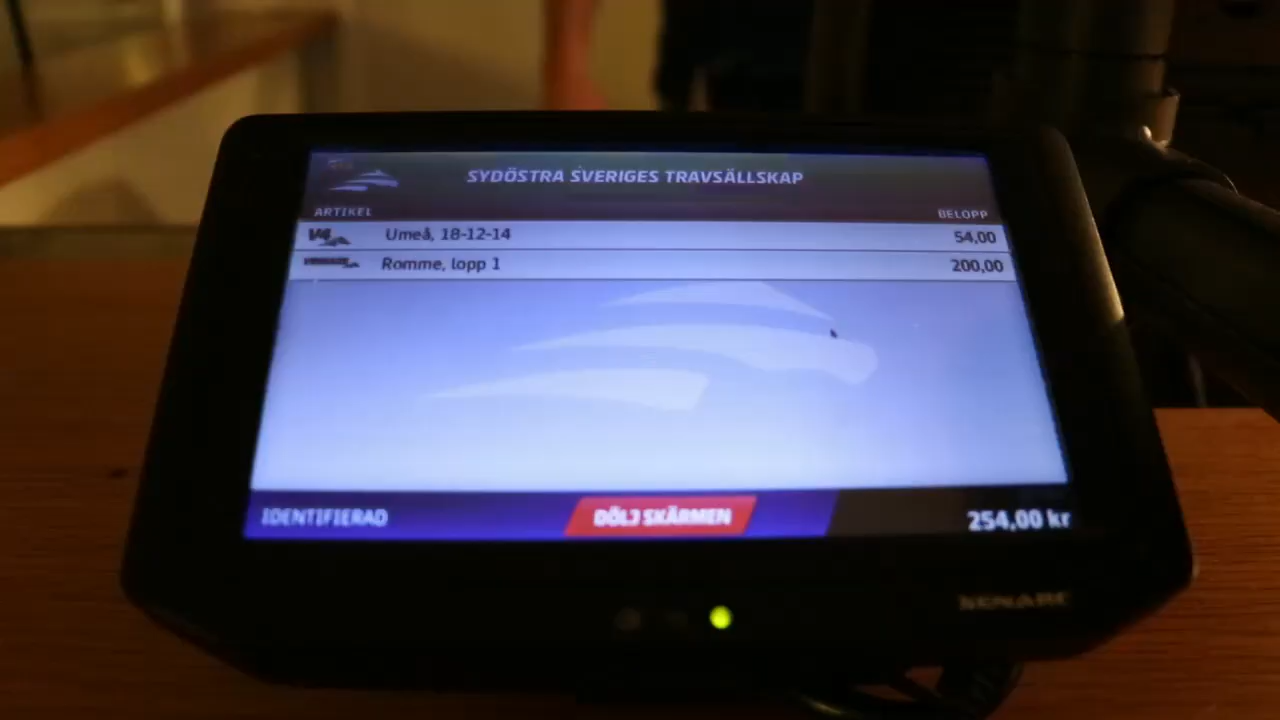 SYDÖSTRA SVERIGES TRAVSÄLLSKAP
ARTIKEL BELOPP
V4 Umeå, 18-12-14 54,00
Romme, lopp 1 200,00
IDENTIFIERAD DÖLJ SKÄRMEN 254,00 kr